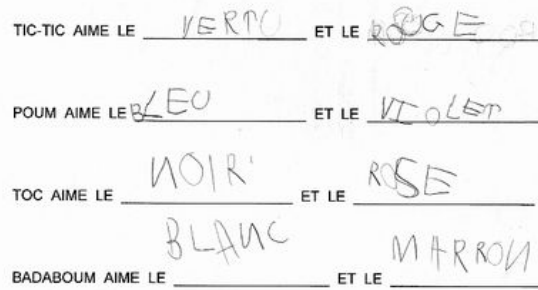 TIC-TIC AIME LE VERTU ET LE ROUGE
POUM AIME LE BLEU ET LE VIOLET
TOC AIME LE NOIR ET LE ROSE
BADABOUM AIME LE BLANC ET LE MARRON